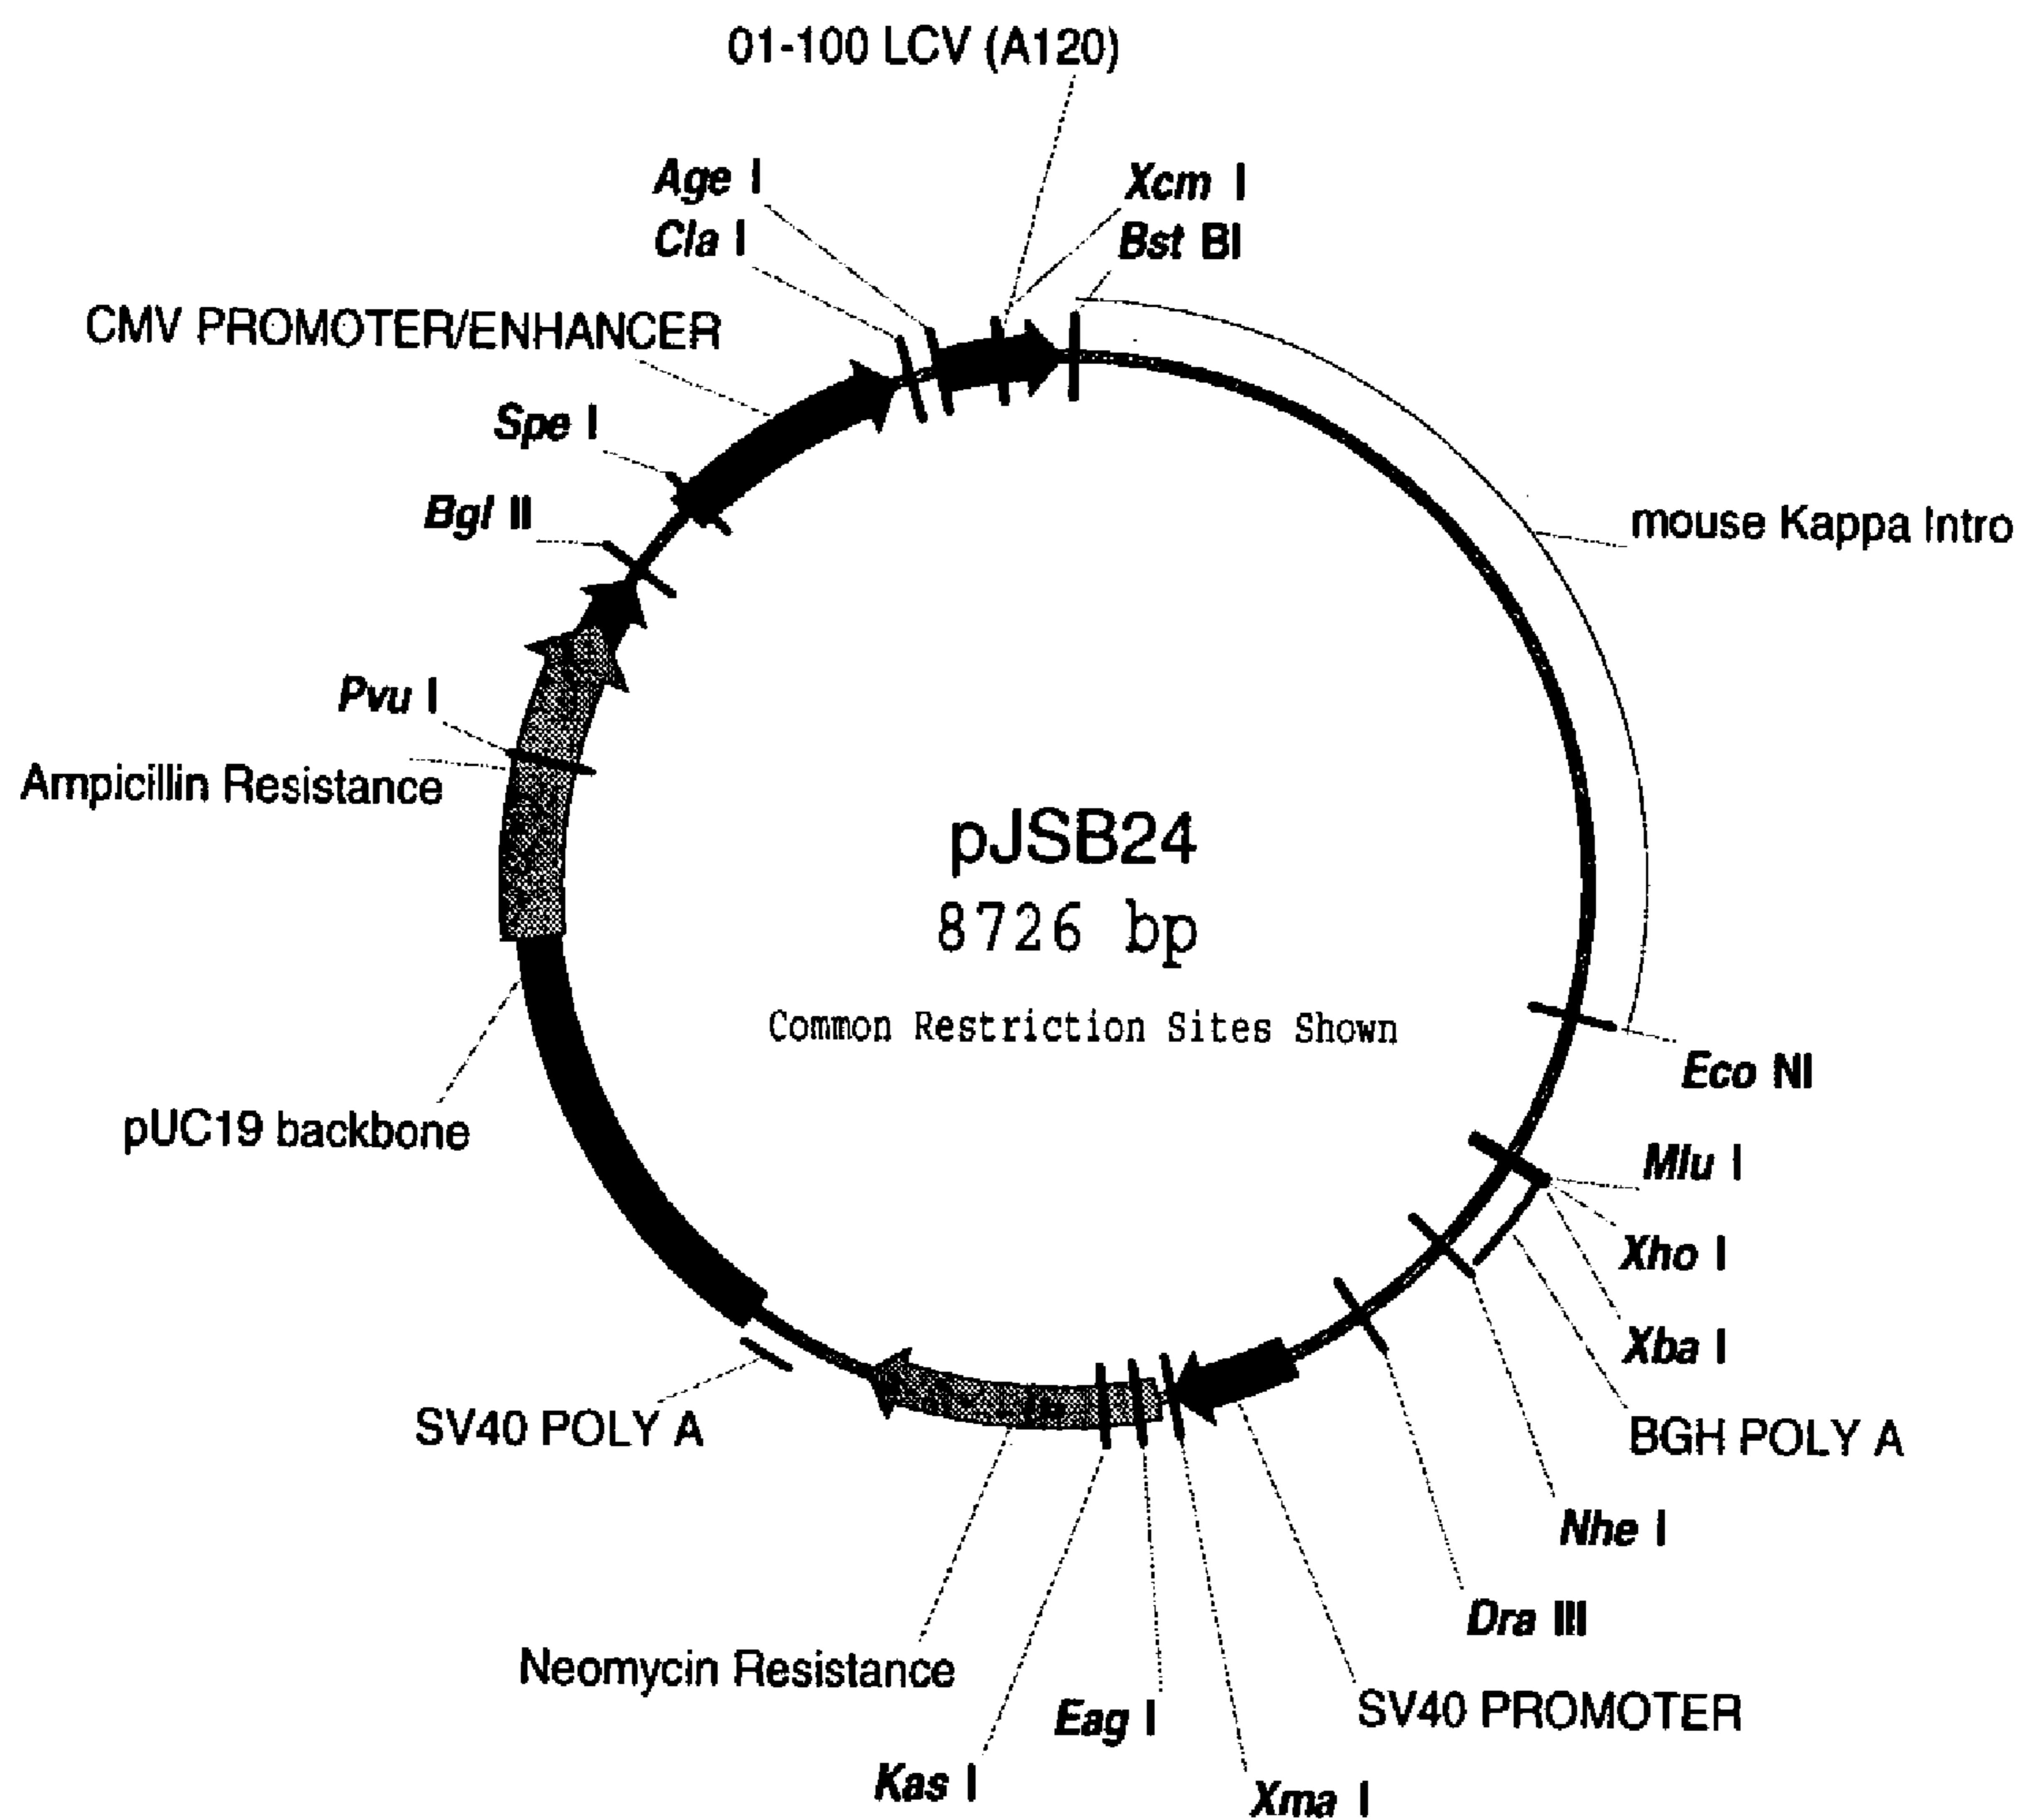 01-100 LCV (A120)
Age I
Xcm I
Cla I
Bst BI
CMV PROMOTER/ENHANCER
Spe I
Bgl II
mouse Kappa Intro
Pvu I
Ampicillin Resistance
pJSB24
8726 bp
Common Restriction Sites Shown
Eco NI
pUC19 backbone
Mlu I
Xho I
Xba I
SV40 POLY A
BGH POLY A
Nhe I
Dra III
Neomycin Resistance
SV40 PROMOTER
Eag I
Kas I
Xma I